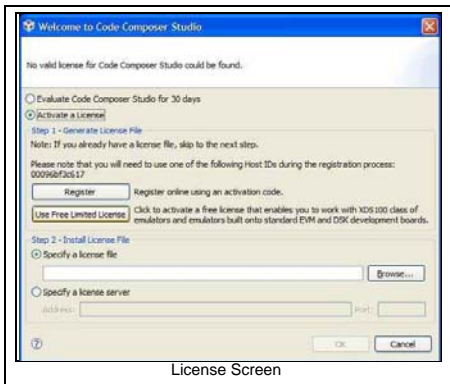 Welcome to Code Composer Studio
No valid license for Code Composer Studio could be found.
Evaluate Code Composer Studio for 30 days
Activate a License
Step 1 - Generate License File
Note: If you already have a license file, skip to the next step.
Please note that you will need to use one of the following Host IDs during the registration process:
00096bf3c617
Register
Register online using an activation code.
Use Free Limited License
Click to activate a free license that enables you to work with XDS100 class of
emulators and emulators built onto standard EVM and DSK development boards.
Step 2 - Install License File
Specify a license file
Browse...
Specify a license server
Address:
Port:
OK
Cancel
License Screen